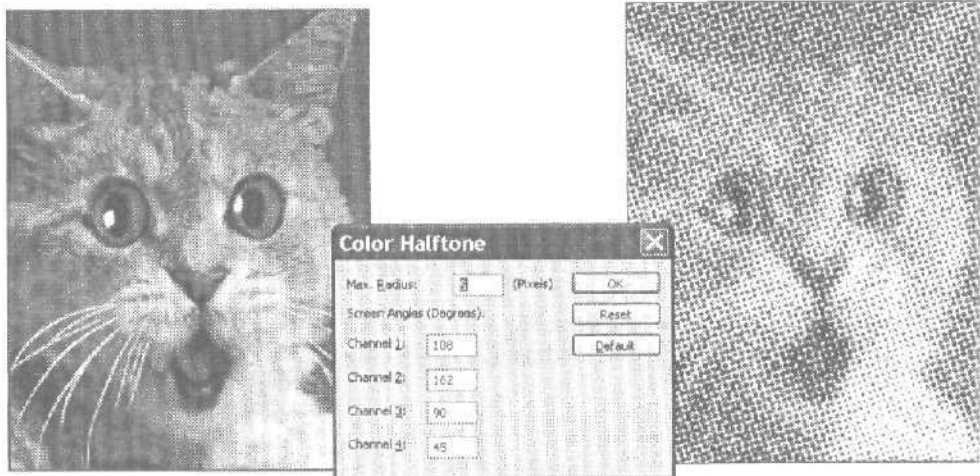 Color Halftone
Max. Radius: (Pixels) OK
Screen Angles (Degrees): Reset
Channel 1: 108 Default
Channel 2: 162
Channel 3: 90
Channel 4: 45